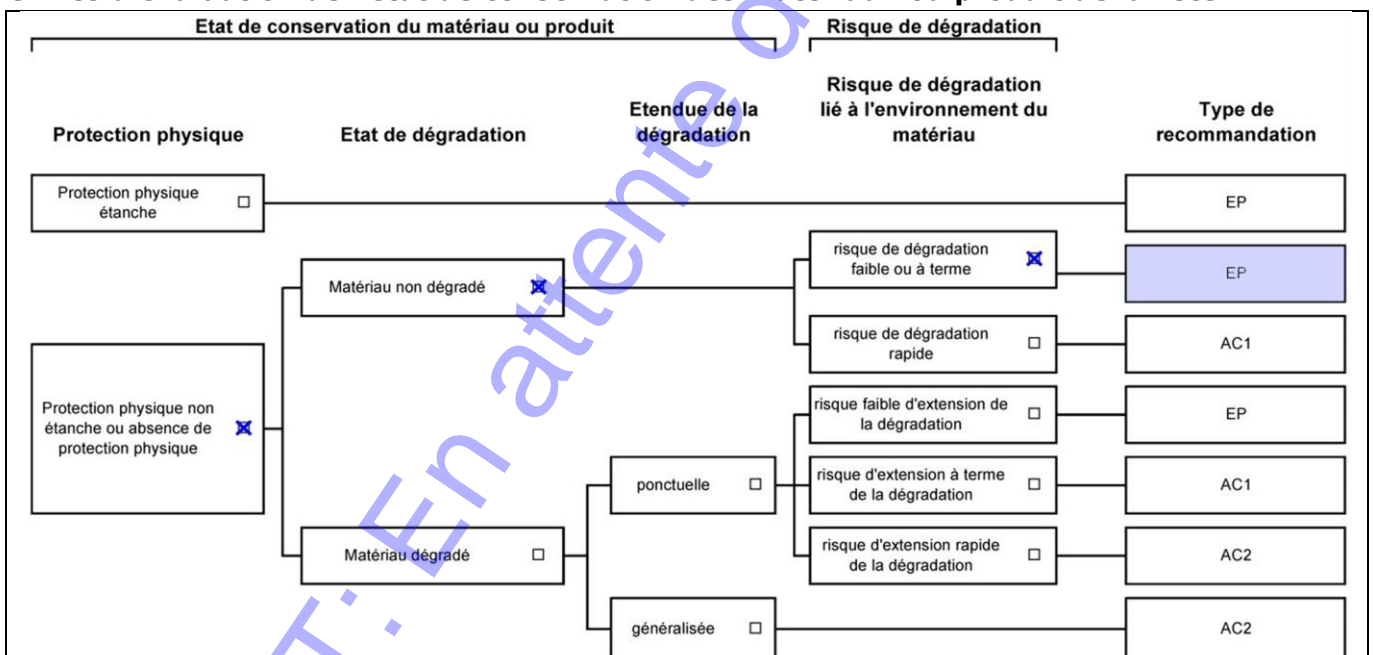 Etat de conservation du matériau ou produit
Risque de dégradation
Protection physique
Etat de dégradation
Etendue de la
dégradation
Risque de dégradation
lié à l'environnement du
matériau
Type de
recommandation
Protection physique
étanche
EP
risque de dégradation
faible ou à terme
EP
Matériau non dégradé
risque de dégradation
rapide
AC1
Protection physique non
étanche ou absence de
protection physique
risque faible d'extension de
la dégradation
EP
ponctuelle
risque d'extension à terme
de la dégradation
AC1
Matériau dégradé
risque d'extension rapide
de la dégradation
AC2
généralisée
AC2
T: En attente d